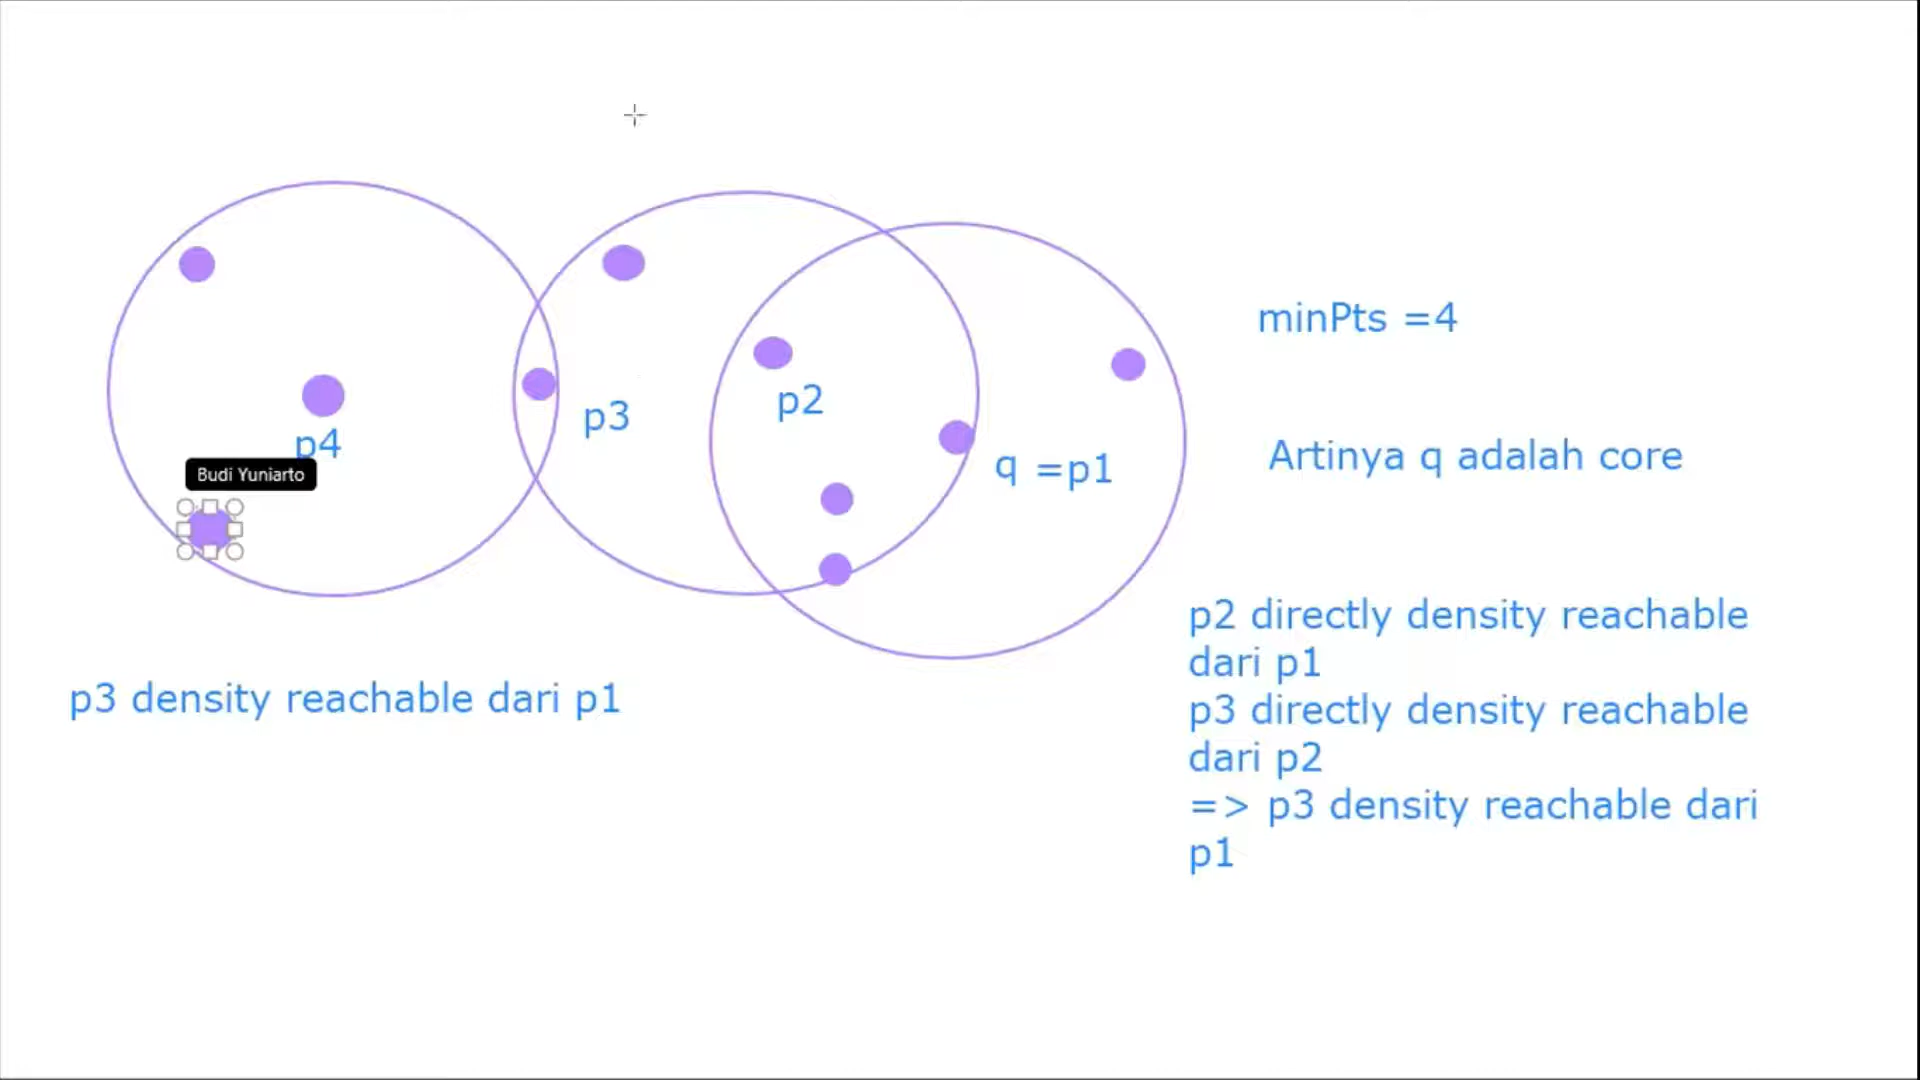 minPts =4
p2
p3
p4
Artinya q adalah core
q =p1
Budi Yuniarto
p2 directly density reachable
dari p1
p3 directly density reachable
dari p2
=> p3 density reachable dari
p1
p3 density reachable dari p1